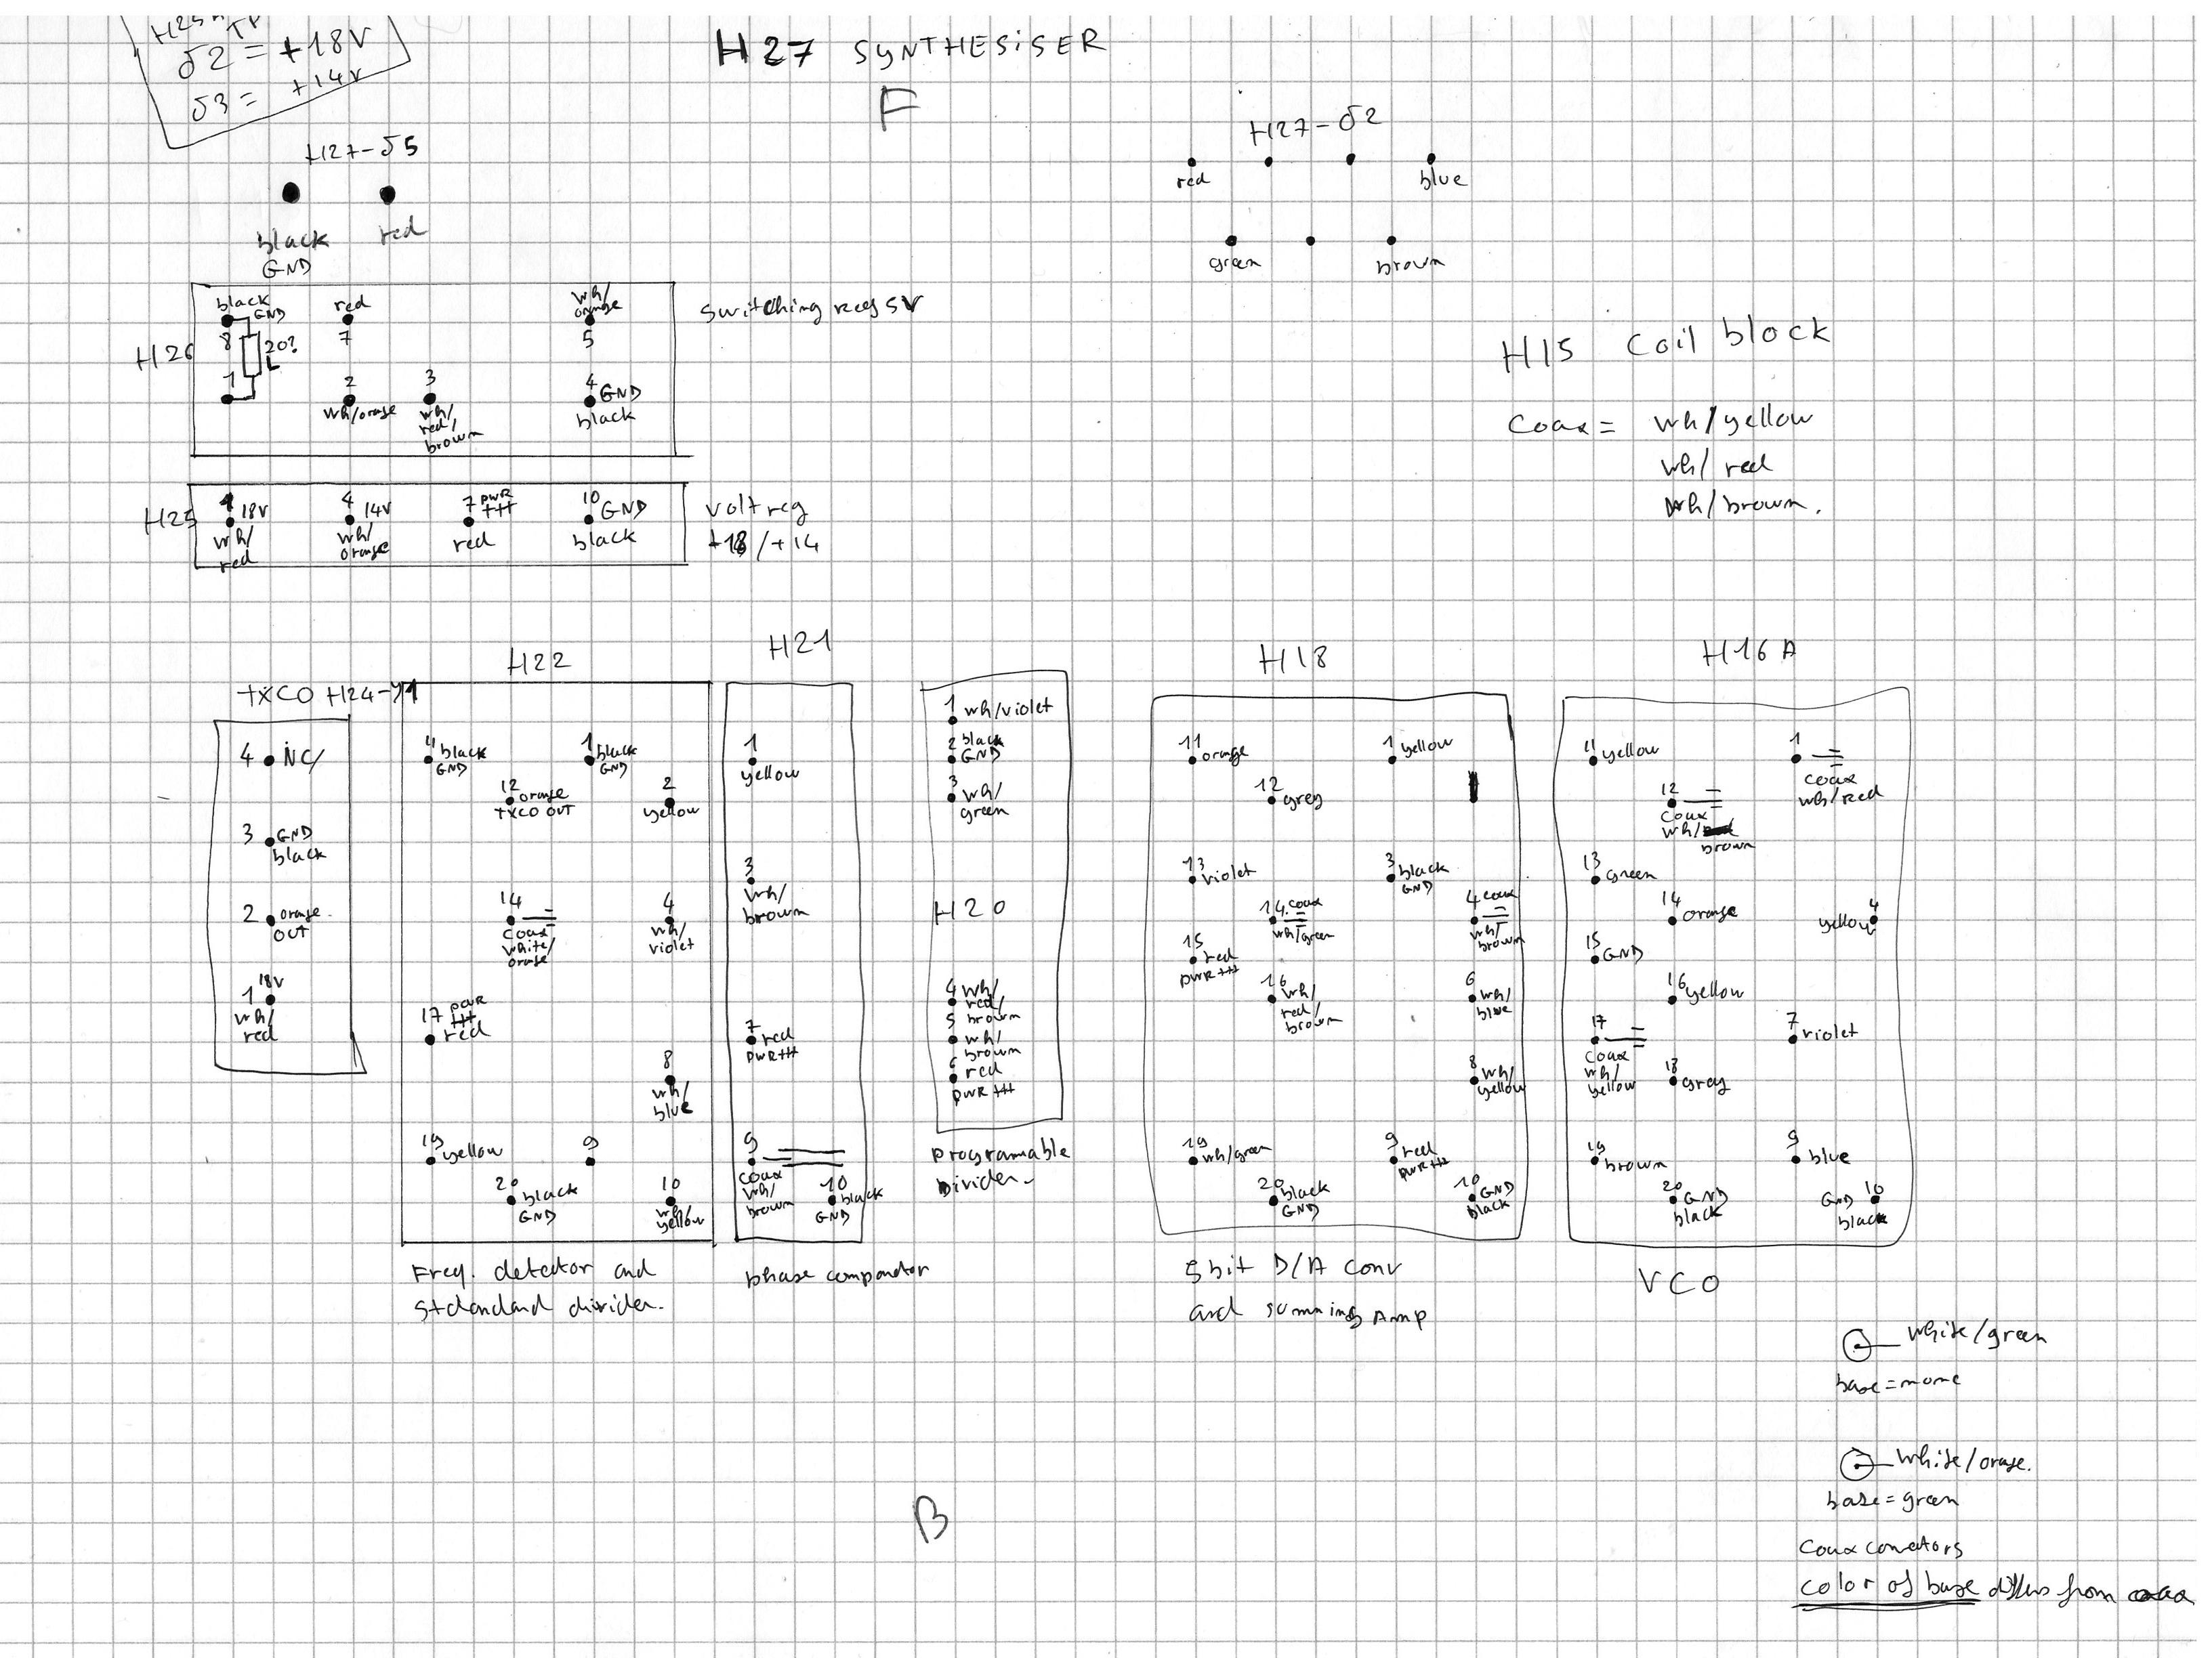 δ2 = +18V
δ3 = +14V
H27 SYNTHESiSER
F
H27-J5
black
GND
red
H27-J2
red
blue
green
brown
H26
black
GND
8
20?
L
1
red
7
wh/
orange
5
2
wh/orange
3
wh/
red/
brown
4 GND
black
Switching reg 5V
H15 Coil block
Coax = wh/yellow
wh/red
wh/brown.
H25
1 18V
wh/
red
4 14V
wh/
orange
7 PWR
+++
red
10 GND
black
volt reg
+18/+14
TXCO H24-Y1
4 NC/
3 GND
black
2 orange
OUT
18V
1
wh/
red
H22
11 black
GND
1 black
GND
12 orange
TXCO OUT
2
yellow
14
coax
white/
orange
4
wh/
violet
17 PWR
+++
red
8
wh/
blue
19 yellow
9
20 black
GND
10
wh/
yellow
Freq. detector and
stdandard divider.
H21
1
yellow
3
wh/
brown
7 red
PWR+++
9
coax
wh/
brown
10 black
GND
phase comparator
1 wh/violet
2 black
GND
3 wh/
green
H20
4 wh/
red/
brown
5 wh/
brown
6 red
PWR +++
programable
Divider-
H18
11
orange
1 yellow
12
grey
13
violet
3 black
GND
14 coax
wh/green
4 coax
wh/
brown
15
red
PWR +++
16
wh/
red/
brown
6
wh/
blue
8 wh/
yellow
19
wh/green
9
red
PWR+++
20
black
GND
10
GND
black
5bit D/A conv
and summing Amp
H16A
11 yellow
1
coax
wh/red
12
coax
wh/
brown
13
green
14
orange
4
yellow
15
GND
16
yellow
17
coax
wh/
yellow
7
violet
18
gray
19
brown
9
blue
20
GND
black
GND 10
black
VCO
white/green
base = none
white/orange.
base = green
Coax conectors
color of base differs from
B